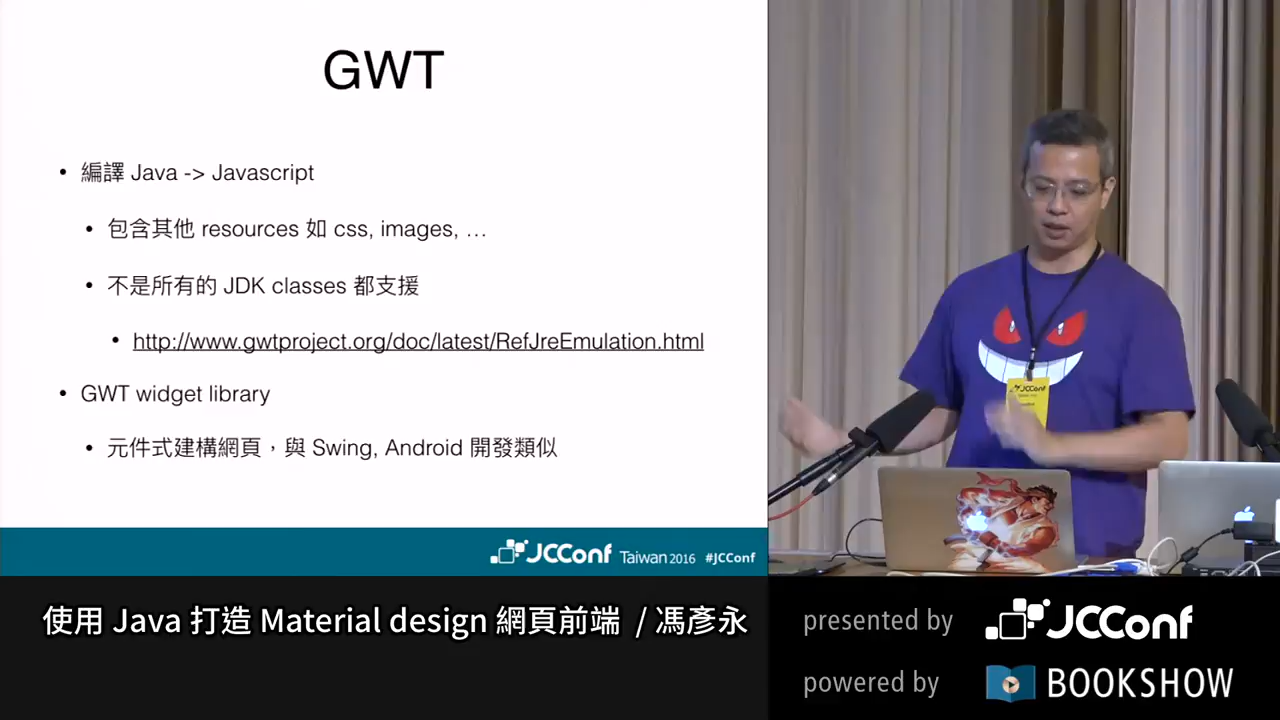 GWT
• 編譯 Java -> Javascript
• 包含其他 resources 如 css, images, …
• 不是所有的 JDK classes 都支援
• http://www.gwtproject.org/doc/latest/RefJreEmulation.html
• GWT widget library
• 元件式建構網頁，與 Swing, Android 開發類似
JCConf Taiwan 2016 #JCConf
JCConf
使用 Java 打造 Material design 網頁前端 / 馮彥永
presented by JCConf
powered by BOOKSHOW